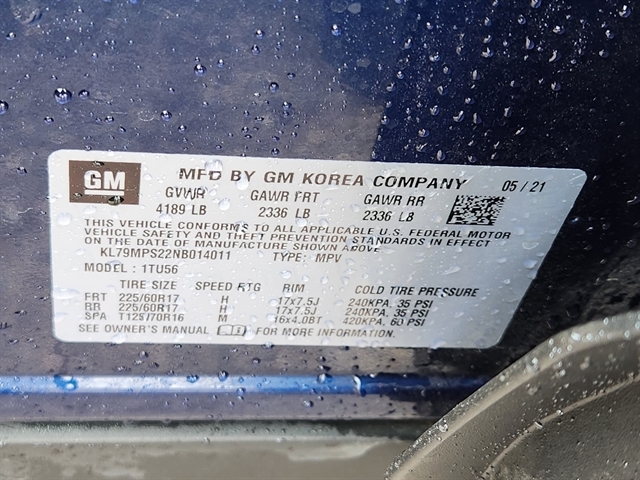 GM MFD BY GM KOREA COMPANY 05 / 21
GVWR GAWR FRT GAWR RR
4189 LB 2336 LB 2336 LB
THIS VEHICLE CONFORMS TO ALL APPLICABLE U.S. FEDERAL MOTOR
VEHICLE SAFETY AND THEFT PREVENTION STANDARDS IN EFFECT
ON THE DATE OF MANUFACTURE SHOWN ABOVE
KL79MPS22NB014011 TYPE: MPV
MODEL : 1TU56
TIRE SIZE SPEED RTG RIM COLD TIRE PRESSURE
FRT 225/60R17 H 17x7.5J 240KPA, 35 PSI
RR 225/60R17 H 17x7.5J 240KPA, 35 PSI
SPA T125/70R16 M 16x4.0BT 420KPA, 60 PSI
SEE OWNER'S MANUAL FOR MORE INFORMATION.